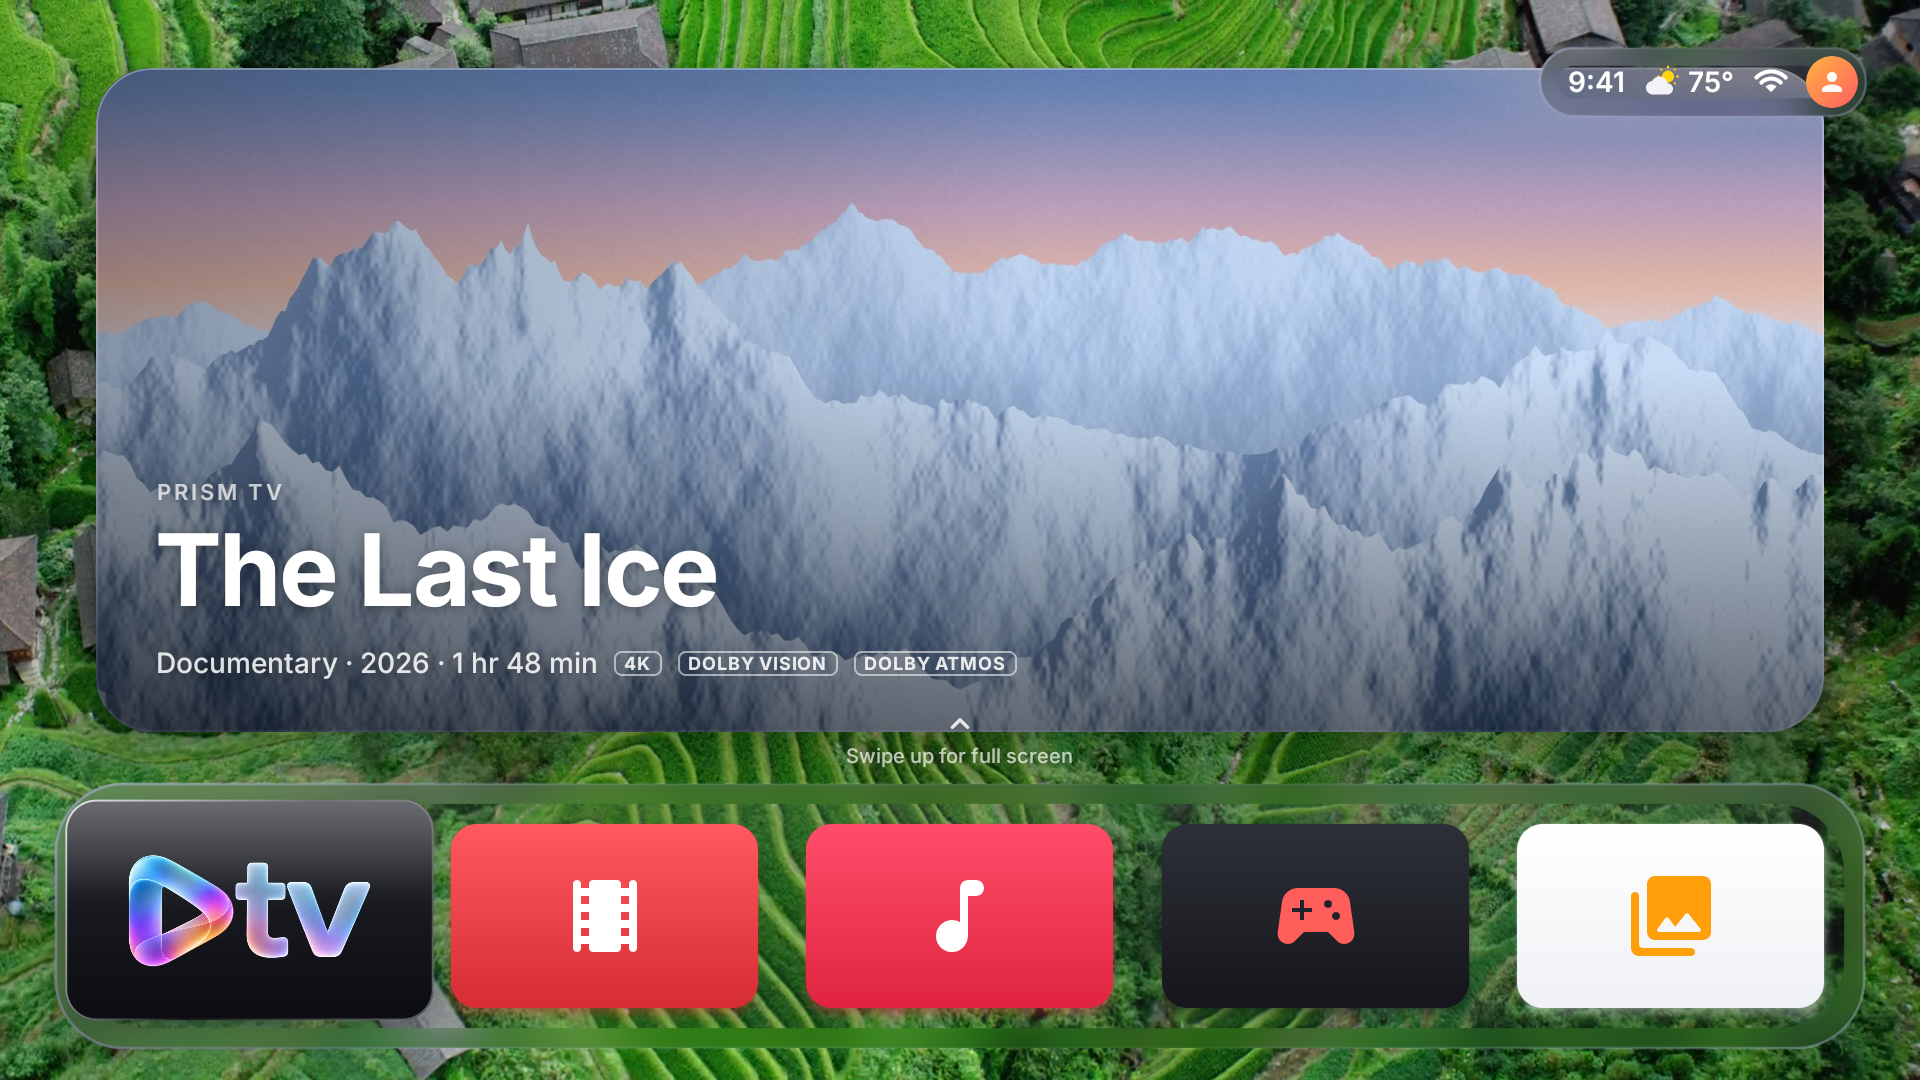 9:41 75°
PRISM TV
The Last Ice
Documentary · 2026 · 1 hr 48 min 4K DOLBY VISION DOLBY ATMOS
Swipe up for full screen
tv